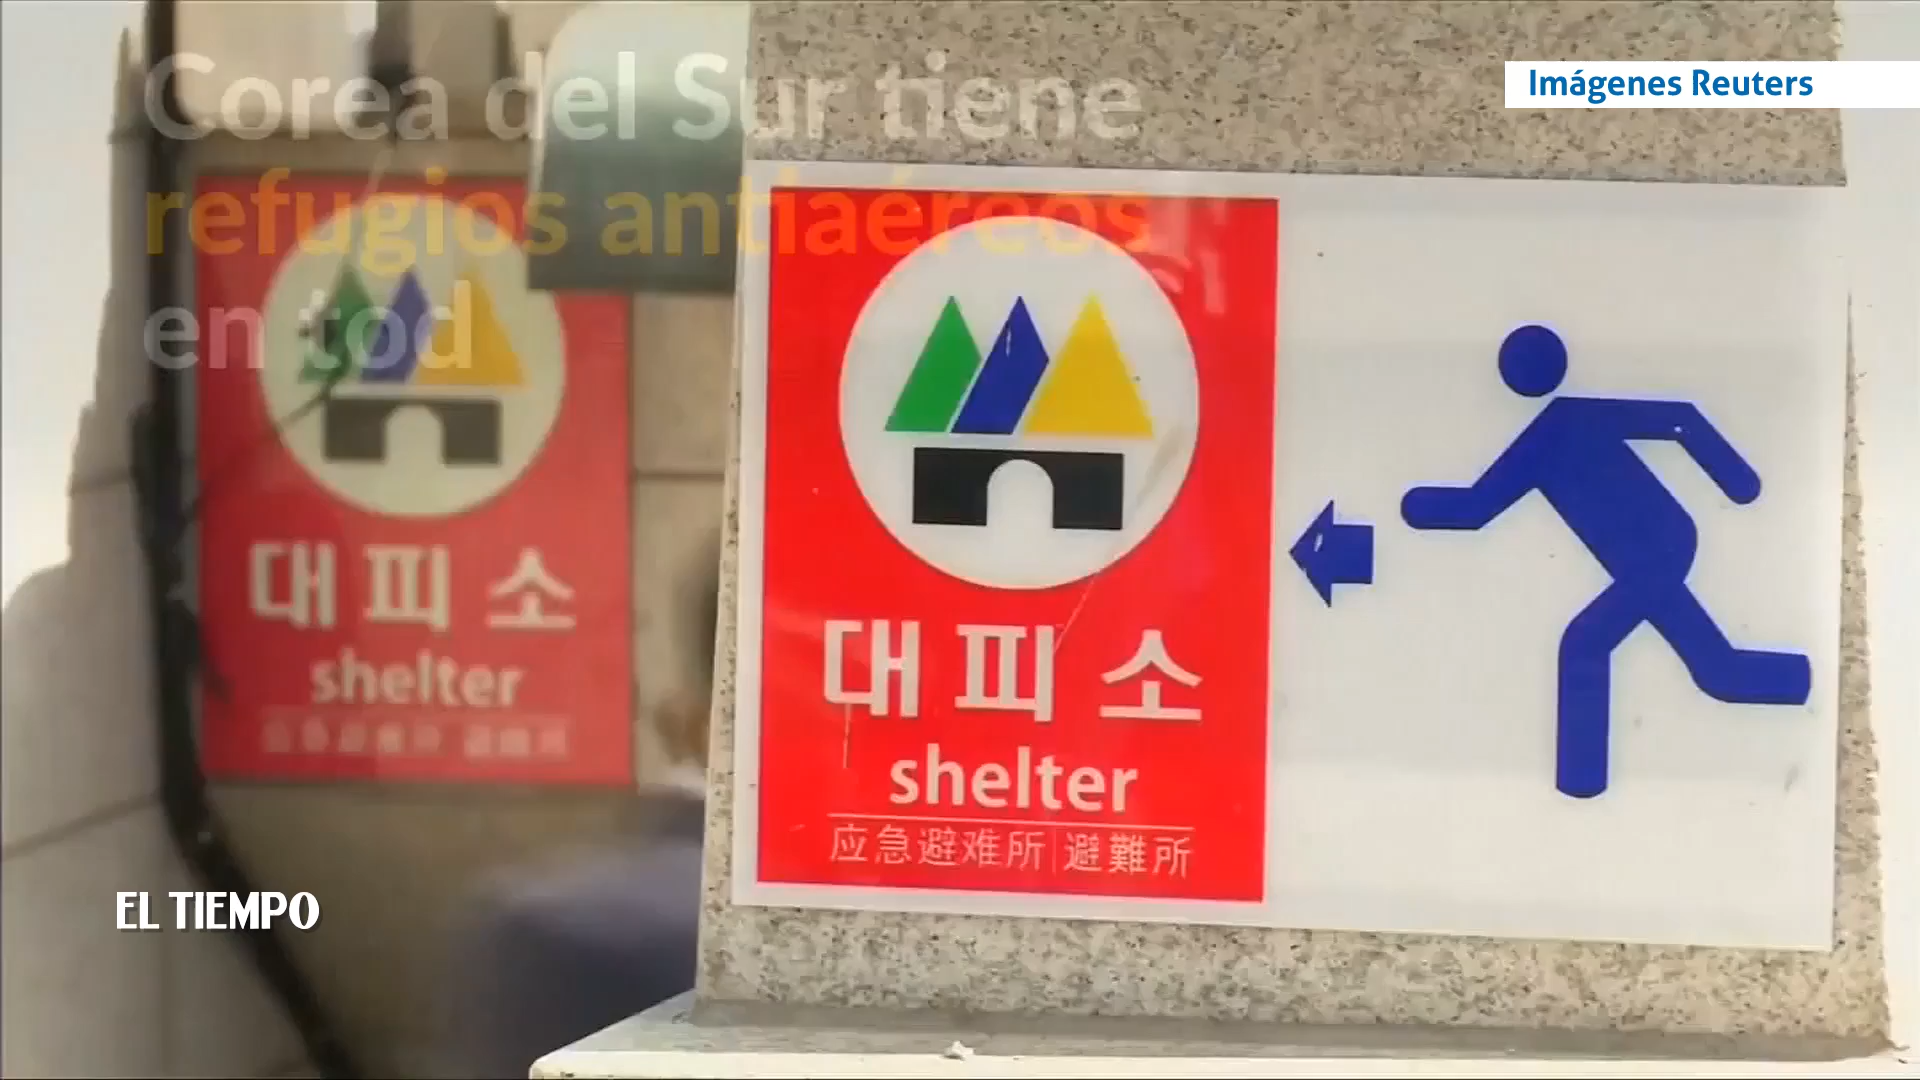 Corea del Sur tiene
refugios antiaéreos
en tod
Imágenes Reuters
대피소
shelter
대피소
shelter
应急避难所 避難所
EL TIEMPO